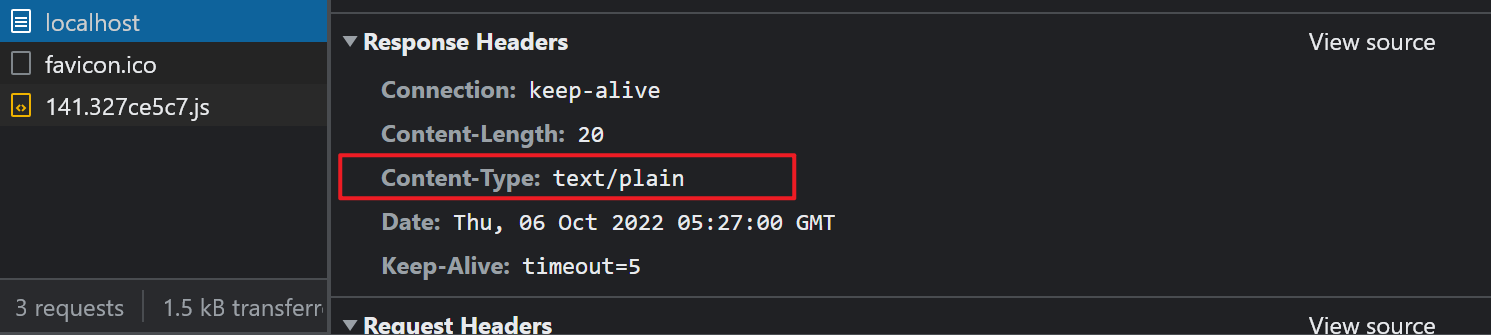 localhost
favicon.ico
141.327ce5c7.js
3 requests
1.5 kB transferre
Response Headers
View source
Connection: keep-alive
Content-Length: 20
Content-Type: text/plain
Date: Thu, 06 Oct 2022 05:27:00 GMT
Keep-Alive: timeout=5
Request Headers
View source